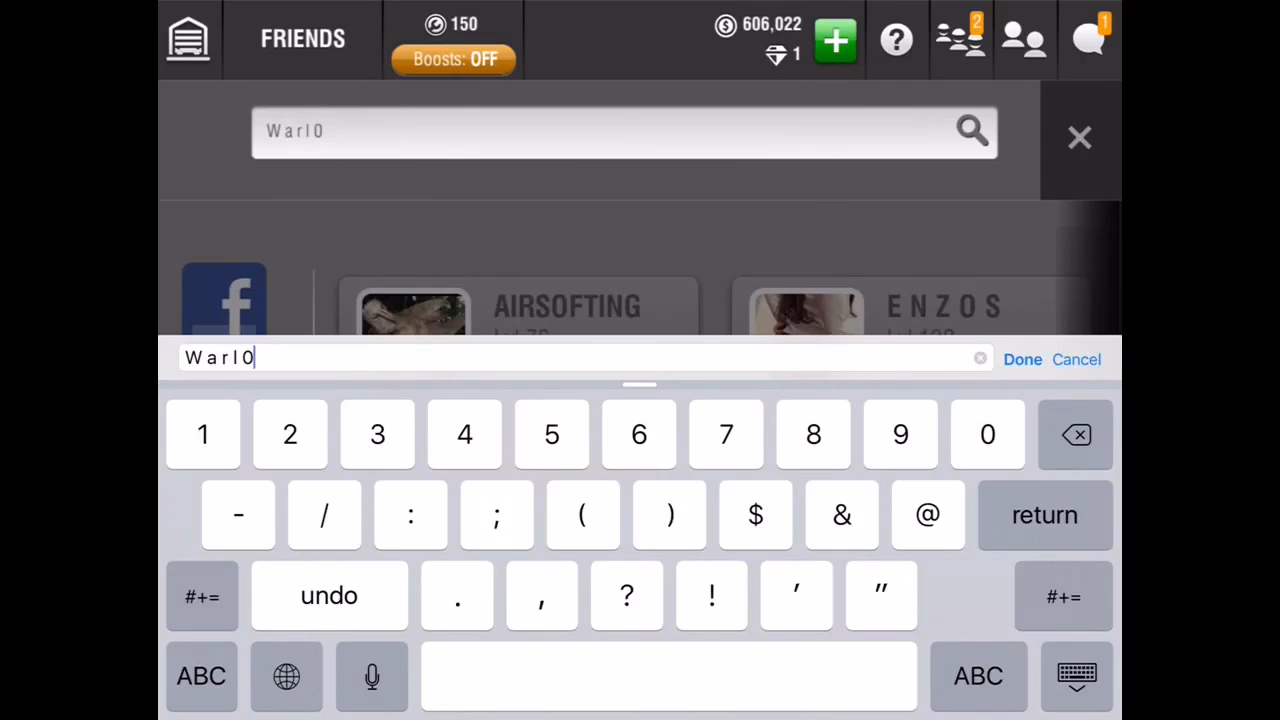 FRIENDS
150
Boosts: OFF
606,022
1
+
?
2
1
Warl0
f
AIRSOFTING
ENZOS
Warl0
Done Cancel
1 2 3 4 5 6 7 8 9 0
- / : ; ( ) $ & @ return
#+= undo . , ? ! ' " #+=
ABC ABC